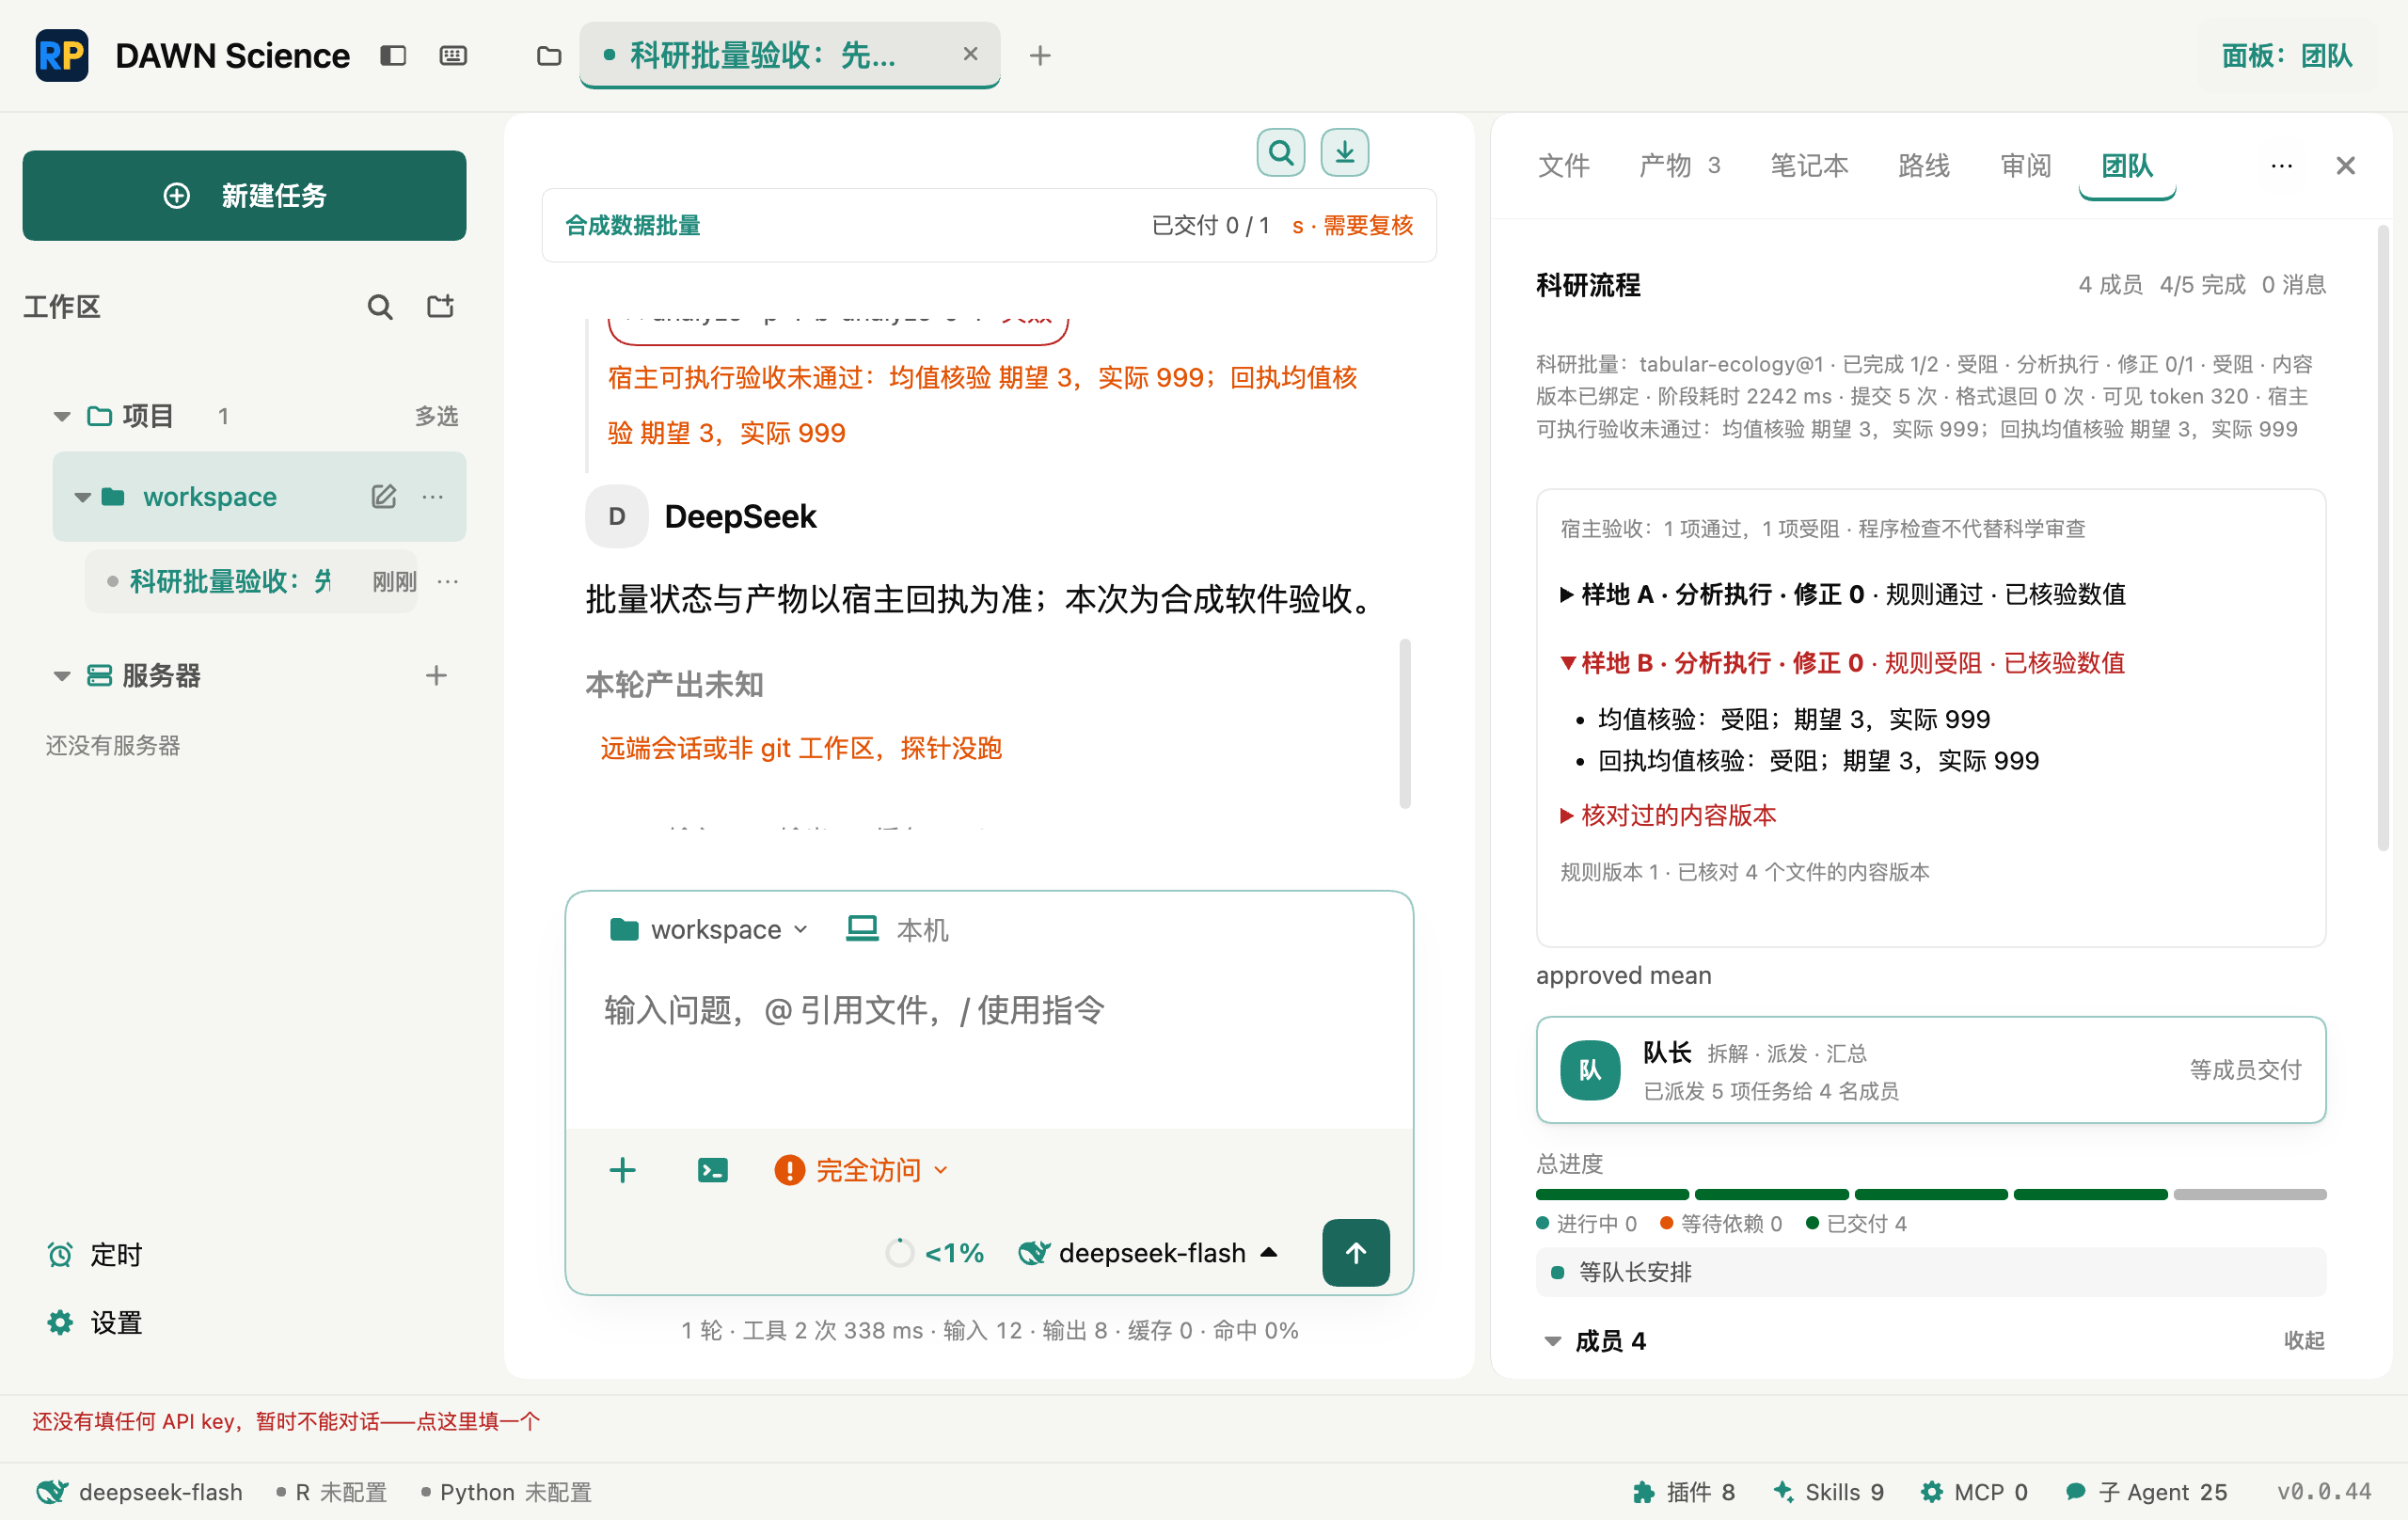 RP DAWN Science
科研批量验收：先...
面板：团队
新建任务
工作区
项目 1 多选
workspace
科研批量验收： 刚刚
服务器
还没有服务器
定时
设置
合成数据批量 已交付 0 / 1 s · 需要复核
宿主可执行验收未通过：均值核验 期望 3，实际 999；回执均值核
验 期望 3，实际 999
D DeepSeek
批量状态与产物以宿主回执为准；本次为合成软件验收。
本轮产出未知
远端会话或非 git 工作区，探针没跑
workspace 本机
输入问题，@ 引用文件，/ 使用指令
完全访问
<1% deepseek-flash
1 轮 · 工具 2 次 338 ms · 输入 12 · 输出 8 · 缓存 0 · 命中 0%
文件 产物 3 笔记本 路线 审阅 团队
科研流程 4 成员 4/5 完成 0 消息
科研批量：tabular-ecology@1 · 已完成 1/2 · 受阻 · 分析执行 · 修正 0/1 · 受阻 · 内容
版本已绑定 · 阶段耗时 2242 ms · 提交 5 次 · 格式退回 0 次 · 可见 token 320 · 宿主
可执行验收未通过：均值核验 期望 3，实际 999；回执均值核验 期望 3，实际 999
宿主验收：1 项通过，1 项受阻 · 程序检查不代替科学审查
样地 A · 分析执行 · 修正 0 · 规则通过 · 已核验数值
样地 B · 分析执行 · 修正 0 · 规则受阻 · 已核验数值
• 均值核验：受阻；期望 3，实际 999
• 回执均值核验：受阻；期望 3，实际 999
核对过的内容版本
规则版本 1 · 已核对 4 个文件的内容版本
approved mean
队 队长 拆解 · 派发 · 汇总
已派发 5 项任务给 4 名成员
等成员交付
总进度
进行中 0 等待依赖 0 已交付 4
等队长安排
成员 4 收起
还没有填任何 API key，暂时不能对话——点这里填一个
deepseek-flash R 未配置 Python 未配置 插件 8 Skills 9 MCP 0 子 Agent 25 v0.0.44